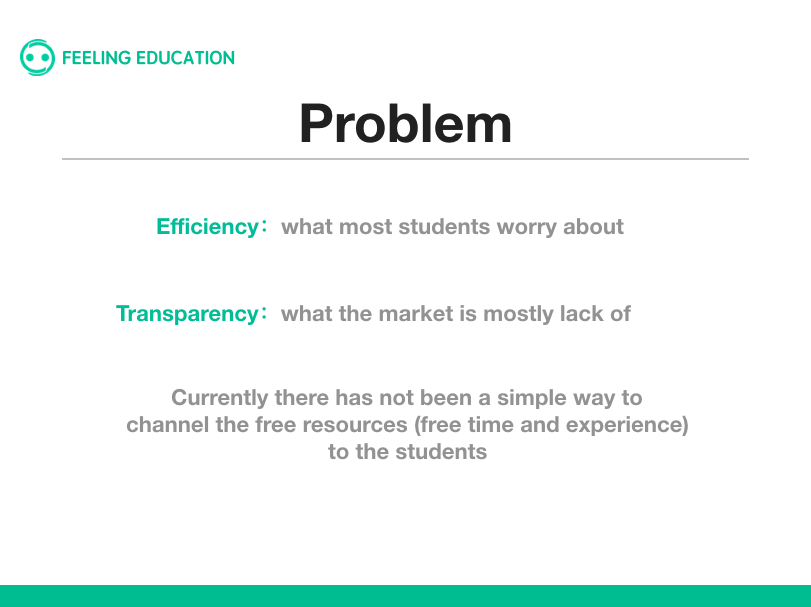 FEELING EDUCATION
Problem
Efficiency： what most students worry about
Transparency： what the market is mostly lack of
Currently there has not been a simple way to
channel the free resources (free time and experience)
to the students